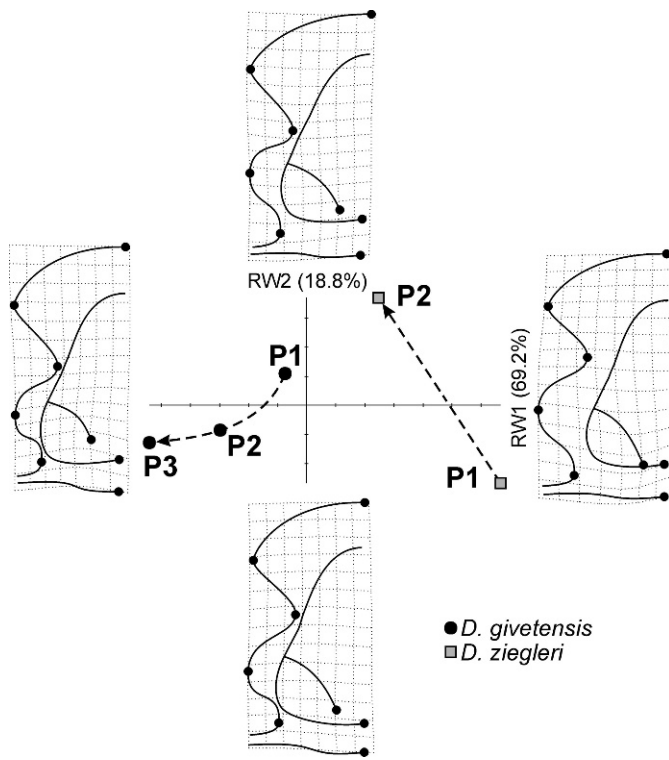 RW2 (18.8%)
P2
P1
RW1 (69.2%)
P2
P3
P1
D. givetensis
D. ziegleri